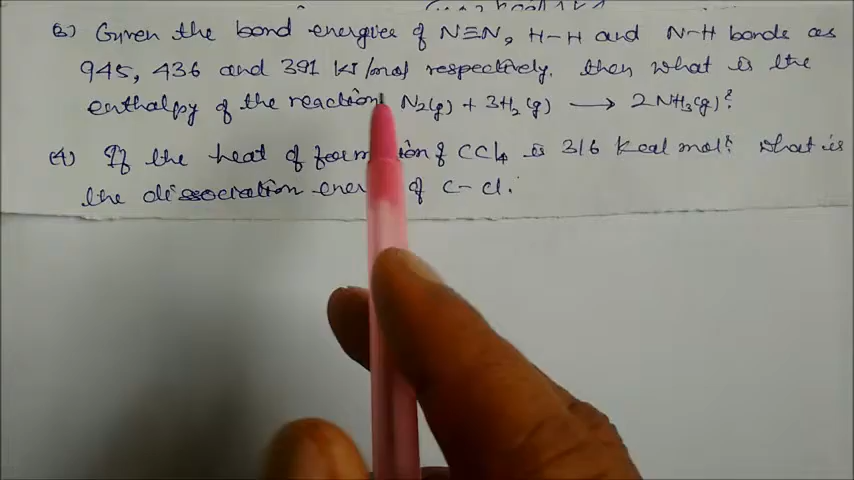 (3) Given the bond energies of N≡N, H-H and N-H bonds as
945, 436 and 391 KJ/mol respectively. then what is the
enthalpy of the reaction N₂(g) + 3H₂(g) ⟶ 2NH₃(g)?
(4) If the heat of formation of CCl₄ is 316 Kcal mol? what is
the dissociation of C-Cl.